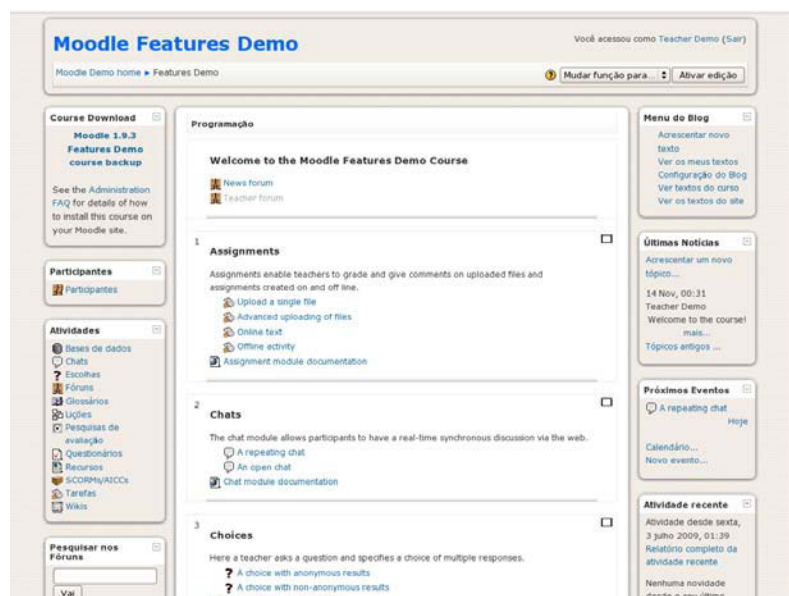 Moodle Features Demo
Você acessou como Teacher Demo (Sair)
Moodle Demo home ► Features Demo
Mudar função para...
Ativar edição
Course Download
Moodle 1.9.3
Features Demo
course backup
See the Administration
FAQ for details of how
to install this course on
your Moodle site.
Participantes
Participantes
Atividades
Bases de dados
Chats
Escolhas
Fóruns
Glossários
Lições
Pesquisas de
avaliação
Questionários
Recursos
SCORMs/AICCs
Tarefas
Wikis
Pesquisar nos
Fóruns
Vai
Programação
Welcome to the Moodle Features Demo Course
News forum
Teacher forum
1
Assignments
Assignments enable teachers to grade and give comments on uploaded files and
assignments created on and off line.
Upload a single file
Advanced uploading of files
Online text
Offline activity
Assignment module documentation
2
Chats
The chat module allows participants to have a real-time synchronous discussion via the web.
A repeating chat
An open chat
Chat module documentation
3
Choices
Here a teacher asks a question and specifies a choice of multiple responses.
A choice with anonymous results
A choice with non-anonymous results
Menu do Blog
Acrescentar novo
texto
Ver os meus textos
Configuração do Blog
Ver textos do curso
Ver os textos do site
Últimas Notícias
Acrescentar um novo
tópico...
14 Nov, 00:31
Teacher Demo
Welcome to the course!
mais...
Tópicos antigos ...
Próximos Eventos
A repeating chat
Hoje
Calendário...
Novo evento...
Atividade recente
Atividade desde sexta,
3 julho 2009, 01:39
Relatório completo da
atividade recente
Nenhuma novidade
desde o seu último